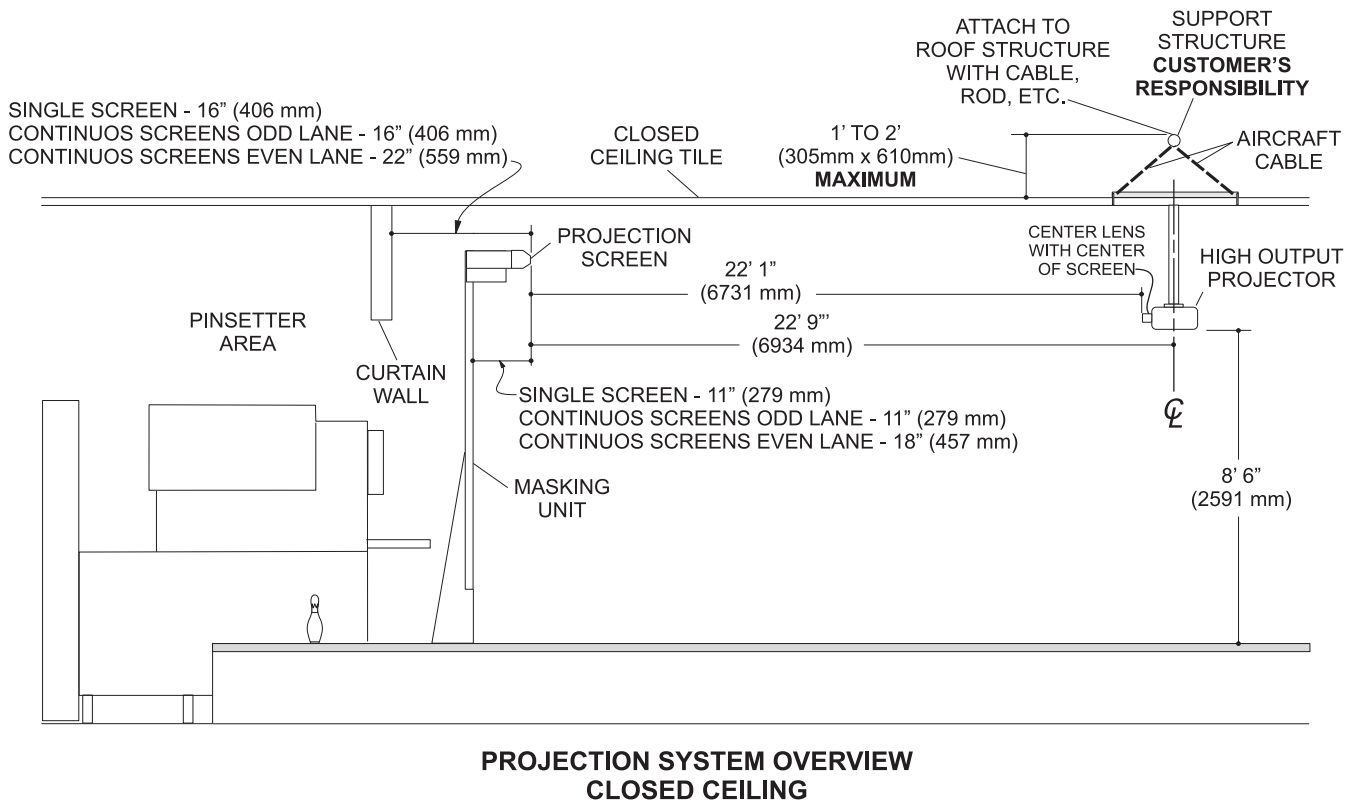 ATTACH TO
ROOF STRUCTURE
WITH CABLE,
ROD, ETC.
SUPPORT
STRUCTURE
CUSTOMER’S
RESPONSIBILITY
SINGLE SCREEN - 16” (406 mm)
CONTINUOS SCREENS ODD LANE - 16” (406 mm)
CONTINUOS SCREENS EVEN LANE - 22” (559 mm)
CLOSED
CEILING TILE
1’ TO 2’
(305mm x 610mm)
MAXIMUM
AIRCRAFT
CABLE
PROJECTION
SCREEN
CENTER LENS
WITH CENTER
OF SCREEN
HIGH OUTPUT
PROJECTOR
22’ 1”
(6731 mm)
PINSETTER
AREA
22’ 9”’
(6934 mm)
CURTAIN
WALL
SINGLE SCREEN - 11” (279 mm)
CONTINUOS SCREENS ODD LANE - 11” (279 mm)
CONTINUOS SCREENS EVEN LANE - 18” (457 mm)
℄
MASKING
UNIT
8’ 6”
(2591 mm)
PROJECTION SYSTEM OVERVIEW
CLOSED CEILING